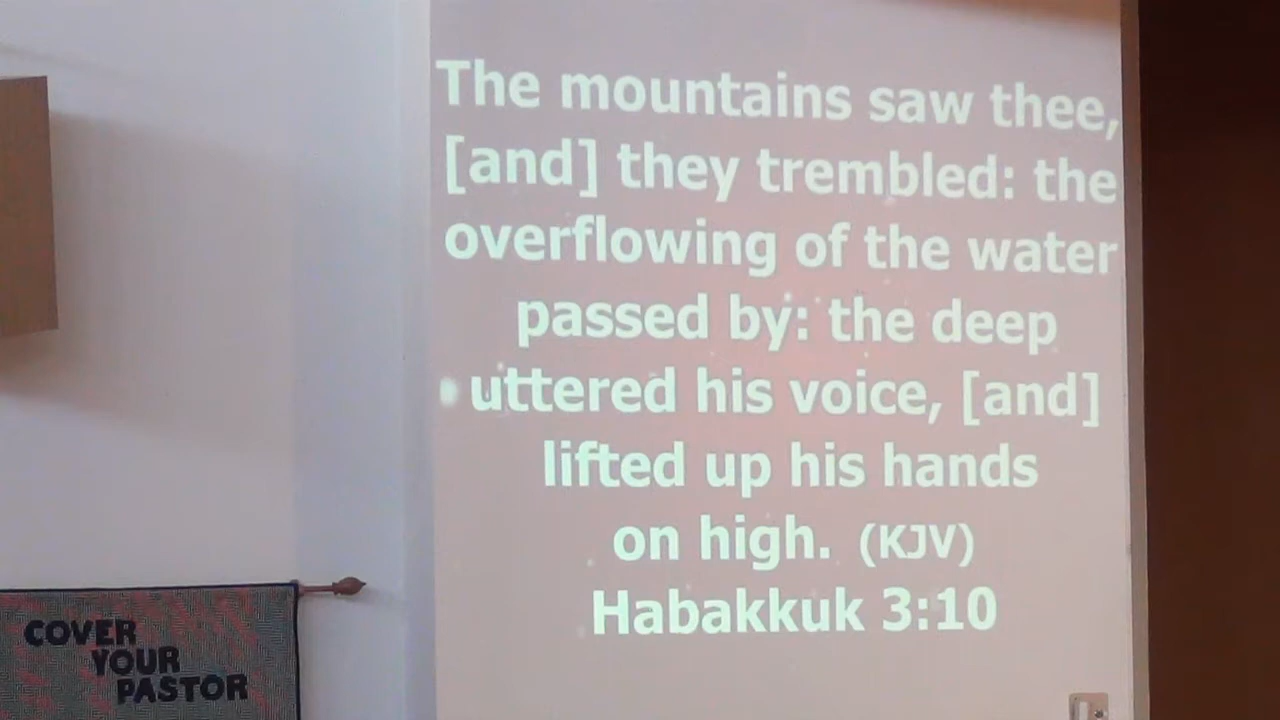 The mountains saw thee,
[and] they trembled: the
overflowing of the water
passed by: the deep
uttered his voice, [and]
lifted up his hands
on high. (KJV)
Habakkuk 3:10
COVER
YOUR
PASTOR